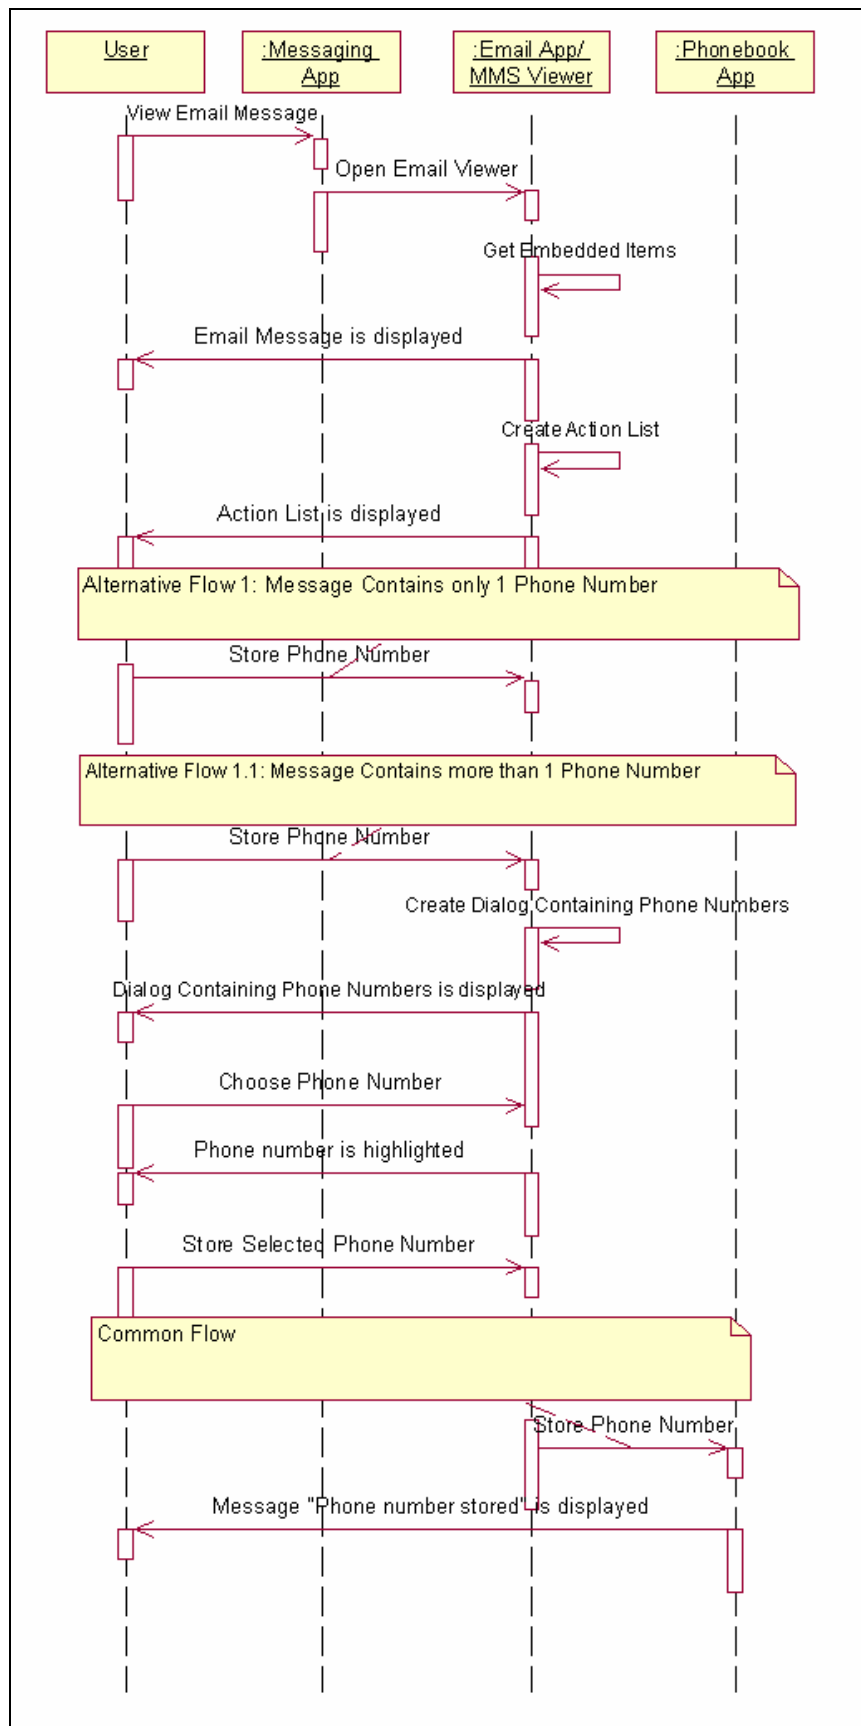 User
:Messaging
App
:Email App/
MMS Viewer
:Phonebook
App
View Email Message
Open Email Viewer
Get Embedded Items
Email Message is displayed
Create Action List
Action List is displayed
Alternative Flow 1: Message Contains only 1 Phone Number
Store Phone Number
Alternative Flow 1.1: Message Contains more than 1 Phone Number
Store Phone Number
Create Dialog Containing Phone Numbers
Dialog Containing Phone Numbers is displayed
Choose Phone Number
Phone number is highlighted
Store Selected Phone Number
Common Flow
Store Phone Number
Message "Phone number stored" is displayed